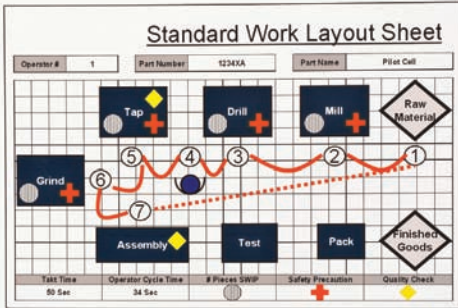 Standard Work Layout Sheet
Operator # 1 Part Number 1234XA Part Name Pilot Cell
Tap Drill Mill Raw Material
5 4 3 2 1
Grind 6
7
Assembly Test Pack Finished Goods
Takt Time Operator Cycle Time # Pieces SWIP Safety Precaution Quality Check
50 Sec 34 Sec